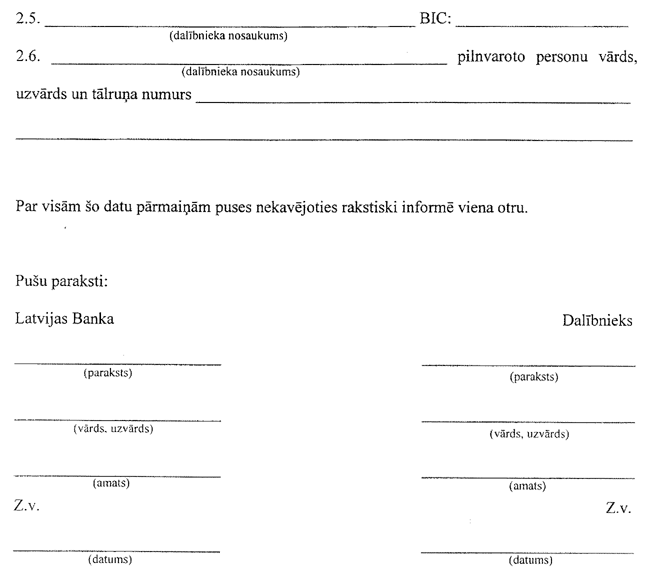 2.5. BIC:
(dalībnieka nosaukums)
2.6. pilnvaroto personu vārds,
(dalībnieka nosaukums)
uzvārds un tālruņa numurs
Par visām šo datu pārmaiņām puses nekavējoties rakstiski informē viena otru.
Pušu paraksti:
Latvijas Banka Dalībnieks
(paraksts) (paraksts)
(vārds, uzvārds) (vārds, uzvārds)
(amats) (amats)
Z.v. Z.v.
(datums) (datums)